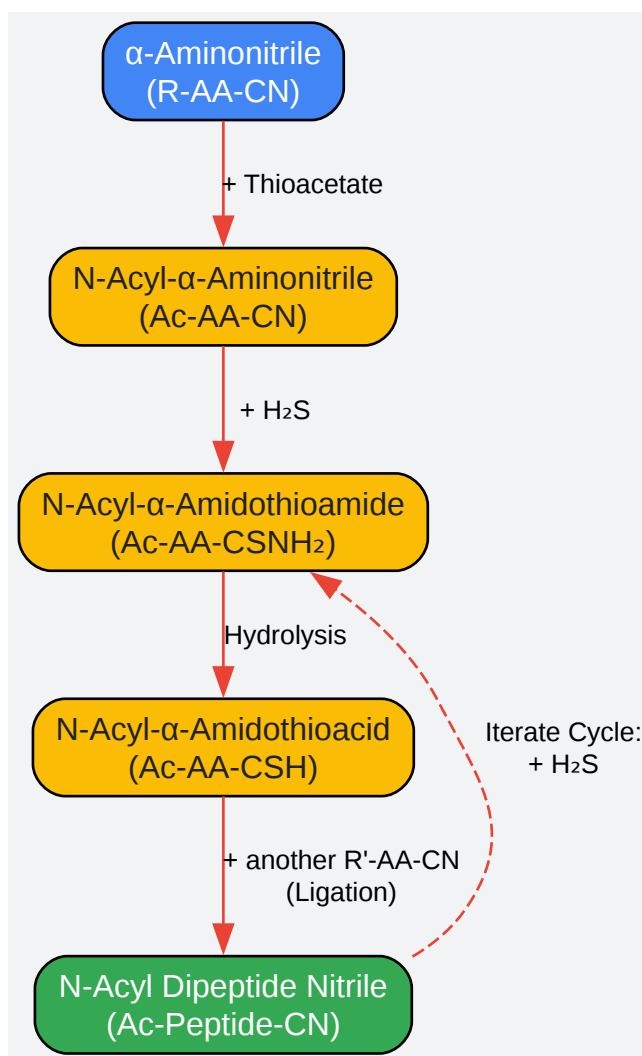 α-Aminonitrile
(R-AA-CN)
+ Thioacetate
N-Acyl-α-Aminonitrile
(Ac-AA-CN)
+ H₂S
N-Acyl-α-Amidothioamide
(Ac-AA-CSNH₂)
Hydrolysis
N-Acyl-α-Amidothioacid
(Ac-AA-CSH)
Iterate Cycle:
+ H₂S
+ another R'-AA-CN
(Ligation)
N-Acyl Dipeptide Nitrile
(Ac-Peptide-CN)